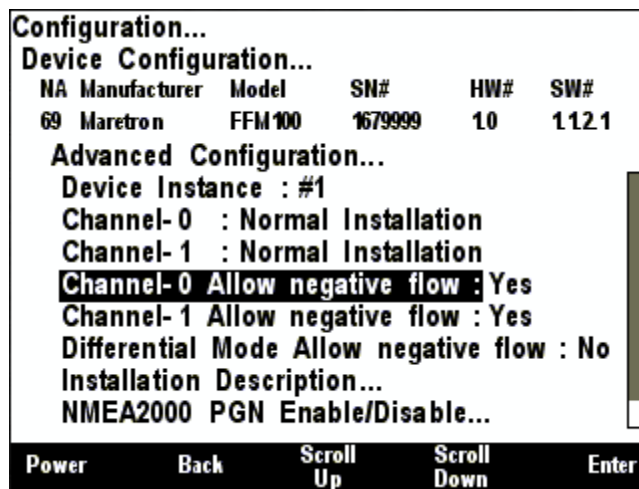 Configuration...
Device Configuration...
NA Manufacturer Model SN# HW# SW#
69 Maretron FFM100 1679999 1.0 1.1.2.1
Advanced Configuration...
Device Instance : #1
Channel-0 : Normal Installation
Channel-1 : Normal Installation
Channel-0 Allow negative flow : Yes
Channel-1 Allow negative flow : Yes
Differential Mode Allow negative flow : No
Installation Description...
NMEA2000 PGN Enable/Disable...
Power Back Scroll Up Scroll Down Enter